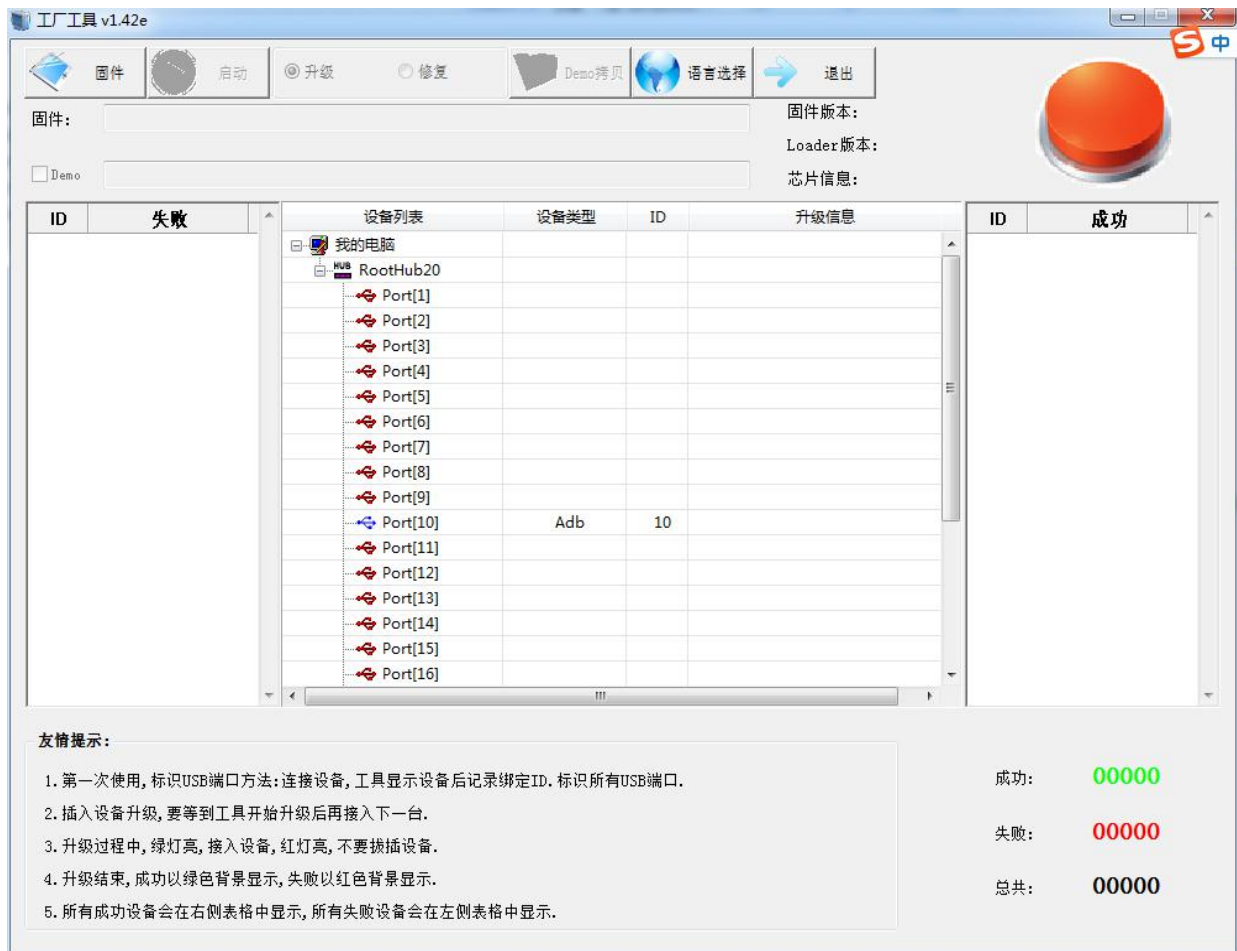 工厂工具 v1.42e
中
固件 启动 升级 修复 Demo拷贝 语言选择 退出
固件: 固件版本:
Loader版本:
Demo 芯片信息:
ID 失败 设备列表 设备类型 ID 升级信息 ID 成功
我的电脑
HUB RootHub20
Port[1]
Port[2]
Port[3]
Port[4]
Port[5]
Port[6]
Port[7]
Port[8]
Port[9]
Port[10] Adb 10
Port[11]
Port[12]
Port[13]
Port[14]
Port[15]
Port[16]
友情提示:
1.第一次使用,标识USB端口方法:连接设备,工具显示设备后记录绑定ID.标识所有USB端口.
2.插入设备升级,要等到工具开始升级后再接入下一台.
3.升级过程中,绿灯亮,接入设备,红灯亮,不要拔插设备.
4.升级结束,成功以绿色背景显示,失败以红色背景显示.
5.所有成功设备会在右侧表格中显示,所有失败设备会在左侧表格中显示.
成功: 00000
失败: 00000
总共: 00000